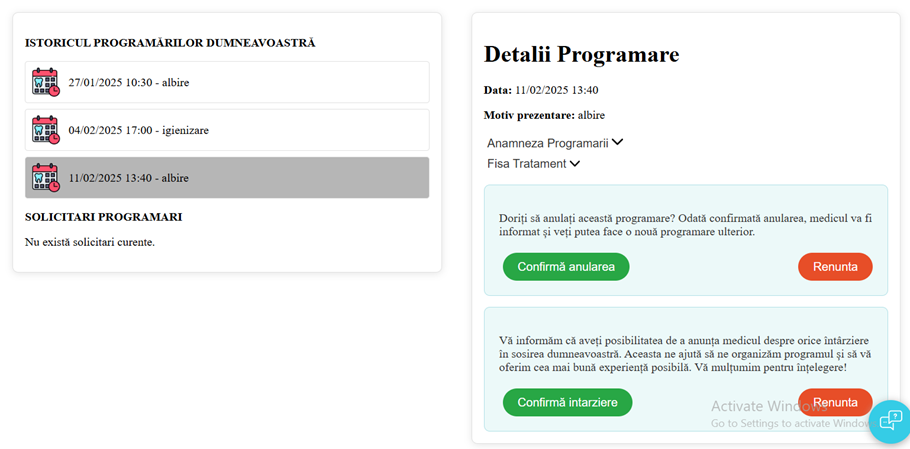 ISTORICUL PROGRAMĂRILOR DUMNEAVOASTRĂ
27/01/2025 10:30 - albire
04/02/2025 17:00 - igienizare
11/02/2025 13:40 - albire
SOLICITARI PROGRAMARI
Nu există solicitari curente.
Detalii Programare
Data: 11/02/2025 13:40
Motiv prezentare: albire
Anamneza Programarii
Fisa Tratament
Doriți să anulați această programare? Odată confirmată anularea, medicul va fi
informat și veți putea face o nouă programare ulterior.
Confirmă anularea
Renunta
Vă informăm că aveți posibilitatea de a anunța medicul despre orice întârziere
în sosirea dumneavoastră. Aceasta ne ajută să ne organizăm programul și să vă
oferim cea mai bună experiență posibilă. Vă mulțumim pentru înțelegere!
Confirmă intarziere
Renunta
Activate Windows
Go to Settings to activate Windows